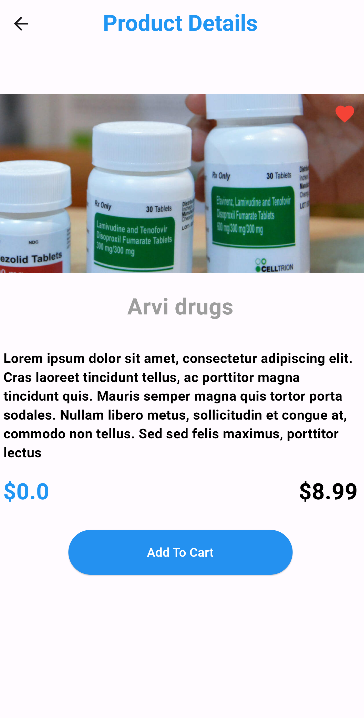 Product Details
Rx Only
30 Tablets
Rx Only
30 Tablets
Lamivudine and Tenofovir
Disoproxil Fumarate Tablets
300 mg/300 mg
Efavirenz, Lamivudine and Tenofovir
Disoproxil Fumarate Tablets
600 mg/300 mg/300 mg
NDC
ezolid Tablets
CELLTRION
Arvi drugs
Lorem ipsum dolor sit amet, consectetur adipiscing elit.
Cras laoreet tincidunt tellus, ac porttitor magna
tincidunt quis. Mauris semper magna quis tortor porta
sodales. Nullam libero metus, sollicitudin et congue at,
commodo non tellus. Sed sed felis maximus, porttitor
lectus
$0.0
$8.99
Add To Cart